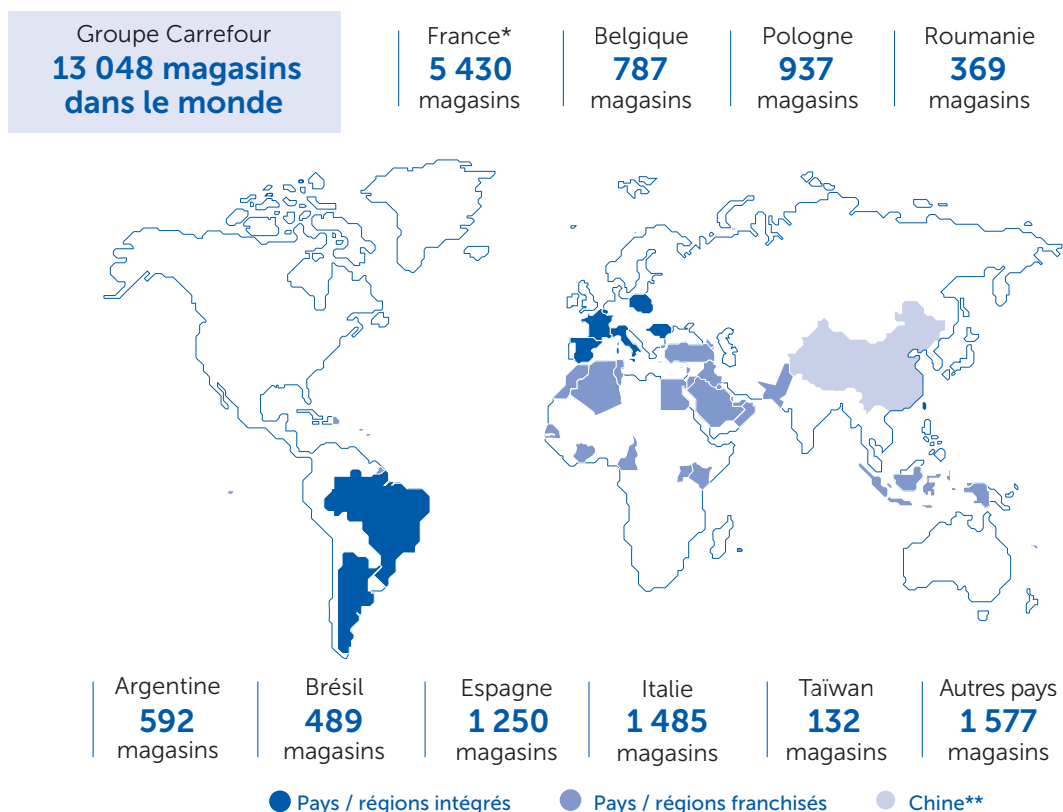 Groupe Carrefour
13 048 magasins
dans le monde
France*
5 430
magasins
Belgique
787
magasins
Pologne
937
magasins
Roumanie
369
magasins
Argentine
592
magasins
Brésil
489
magasins
Espagne
1 250
magasins
Italie
1 485
magasins
Taïwan
132
magasins
Autres pays
1 577
magasins
Pays / régions intégrés
Pays / régions franchisés
Chine**